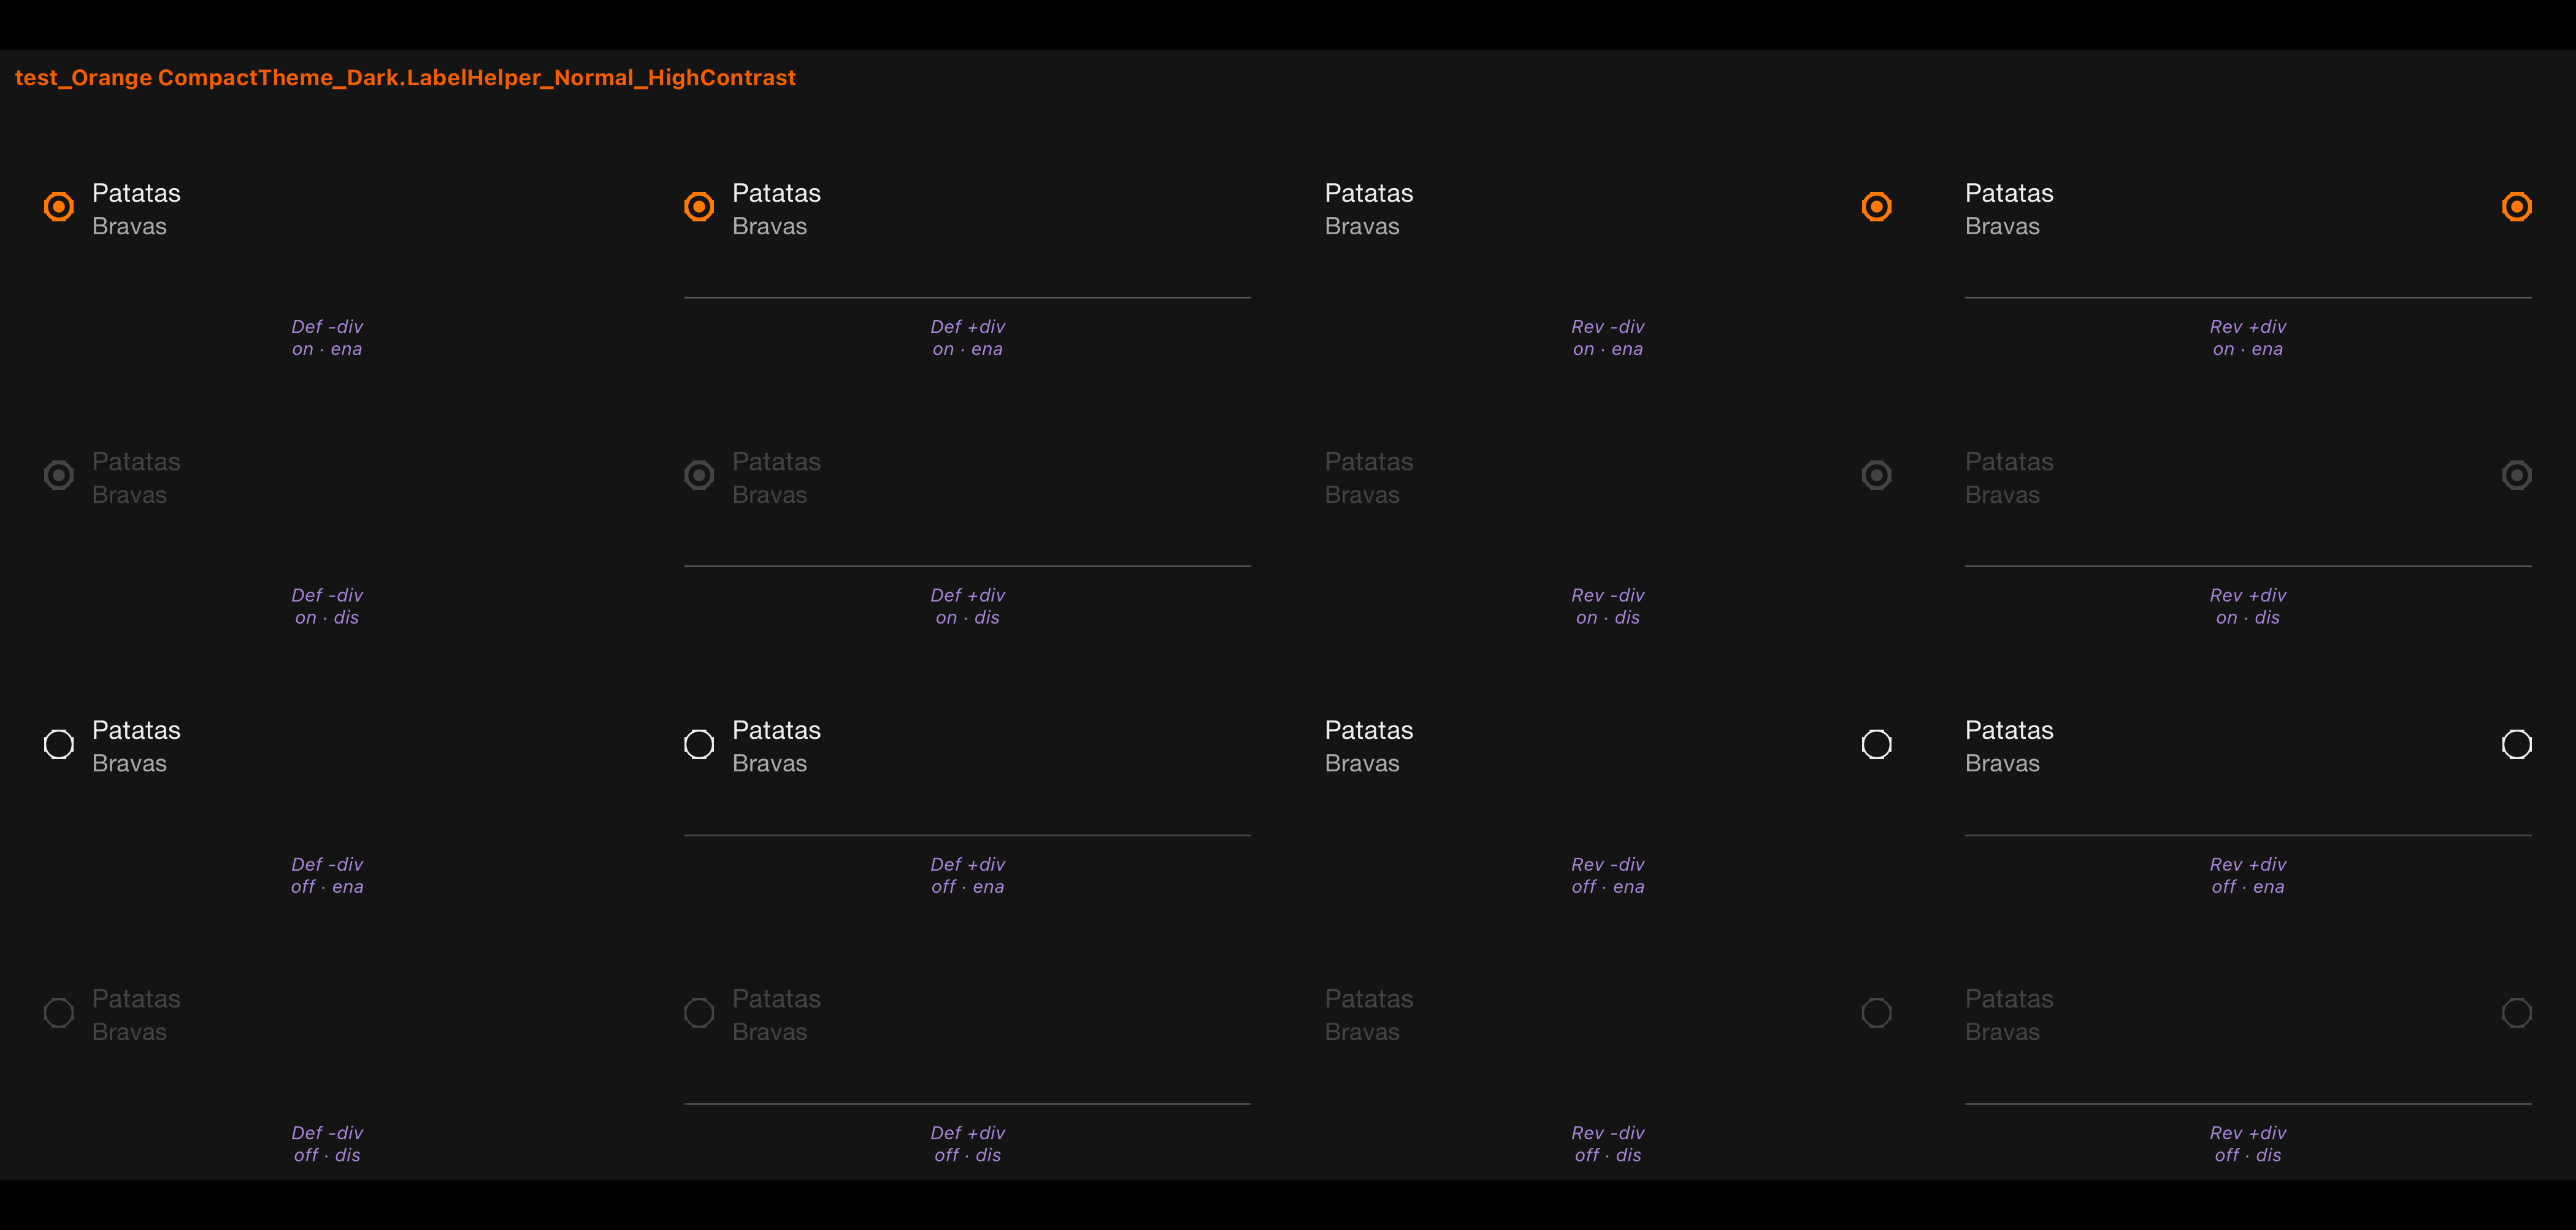 test_Orange CompactTheme_Dark.LabelHelper_Normal_HighContrast
Patatas
Bravas
Def -div
on · ena
Patatas
Bravas
Def +div
on · ena
Patatas
Bravas
Rev -div
on · ena
Patatas
Bravas
Rev +div
on · ena
Patatas
Bravas
Def -div
on · dis
Patatas
Bravas
Def +div
on · dis
Patatas
Bravas
Rev -div
on · dis
Patatas
Bravas
Rev +div
on · dis
Patatas
Bravas
Def -div
off · ena
Patatas
Bravas
Def +div
off · ena
Patatas
Bravas
Rev -div
off · ena
Patatas
Bravas
Rev +div
off · ena
Patatas
Bravas
Def -div
off · dis
Patatas
Bravas
Def +div
off · dis
Patatas
Bravas
Rev -div
off · dis
Patatas
Bravas
Rev +div
off · dis